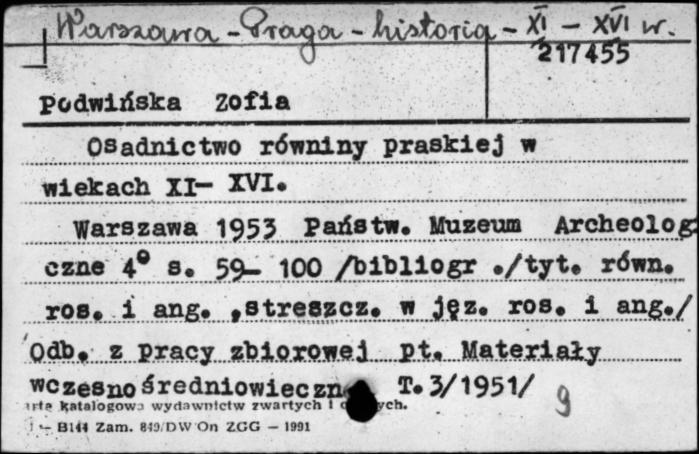 Warszawa - Praga - historia - XI - XVI w.
217455
Podwińska Zofia
Osadnictwo równiny praskiej w
wiekach XI- XVI.
Warszawa 1953 Państw. Muzeum Archeolog
czne 4° s. 59- 100 /bibliogr ./tyt. równ.
ros. i ang. ,streszcz. w jęz. ros. i ang./
Odb. z pracy zbiorowej pt. Materiały
wczesnośredniowieczn T.3/1951/ 9
katalogowa wydawnictw zwartych i
B144 Zam. 849/DW On ZGG — 1991